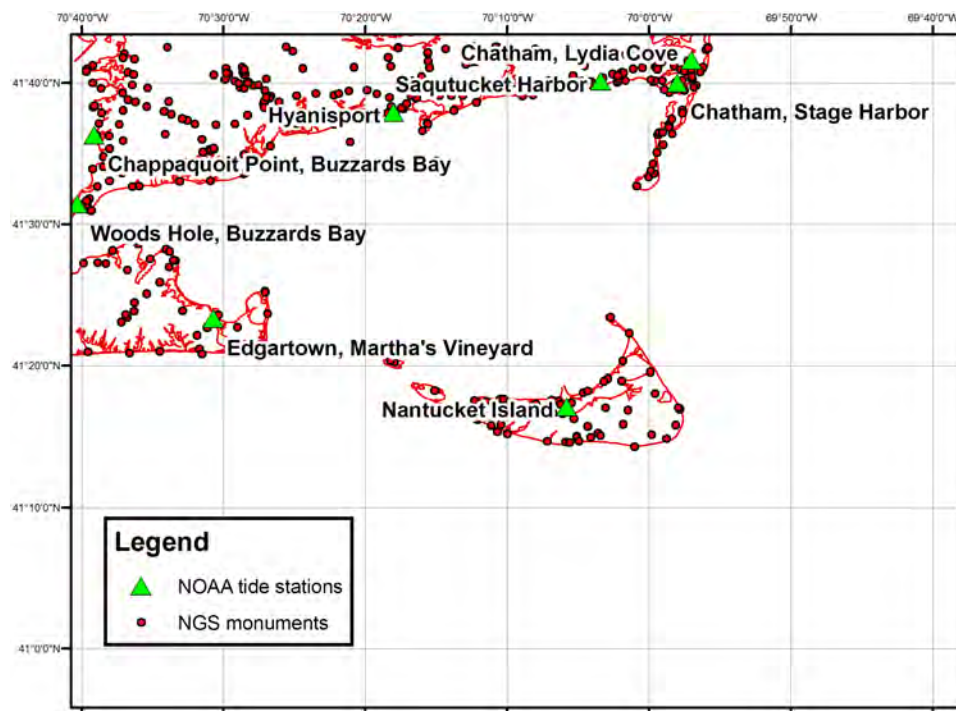 70°40'0"W 70°30'0"W 70°20'0"W 70°10'0"W 70°0'0"W 69°50'0"W 69°40'0"W
Chatham, Lydia Cove
41°40'0"N
Saqutucket Harbor
Hyanisport
Chatham, Stage Harbor
Chappaquoit Point, Buzzards Bay
41°30'0"N
Woods Hole, Buzzards Bay
Edgartown, Martha's Vineyard
41°20'0"N
Nantucket Island
41°10'0"N
Legend
NOAA tide stations
NGS monuments
41°0'0"N